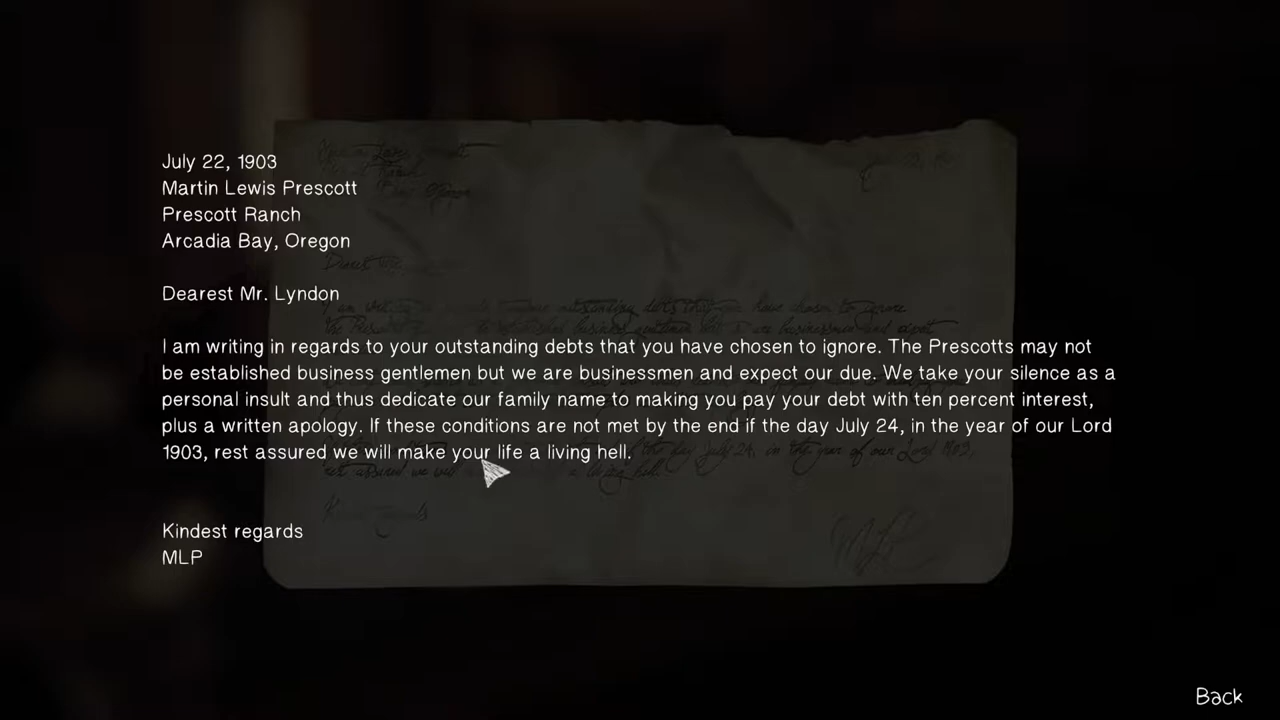 July 22, 1903
Martin Lewis Prescott
Prescott Ranch
Arcadia Bay, Oregon
Dearest Mr. Lyndon
I am writing in regards to your outstanding debts that you have chosen to ignore. The Prescotts may not
be established business gentlemen but we are businessmen and expect our due. We take your silence as a
personal insult and thus dedicate our family name to making you pay your debt with ten percent interest,
plus a written apology. If these conditions are not met by the end if the day July 24, in the year of our Lord
1903, rest assured we will make your life a living hell.
Kindest regards
MLP
Back